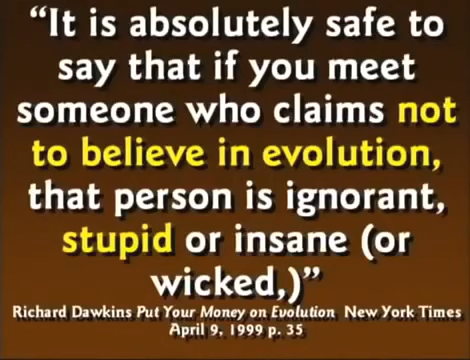 “It is absolutely safe to
say that if you meet
someone who claims not
to believe in evolution,
that person is ignorant,
stupid or insane (or
wicked,)”
Richard Dawkins Put Your Money on Evolution New York Times
April 9, 1999 p. 35